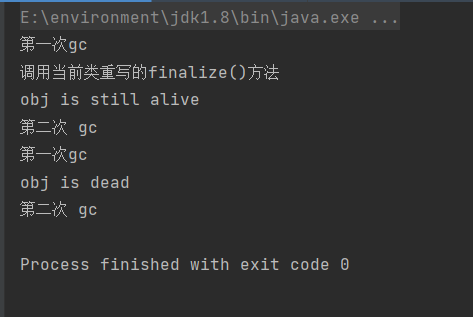 E:\environment\jdk1.8\bin\java.exe ...
第一次gc
调用当前类重写的finalize()方法
obj is still alive
第二次 gc
第一次gc
obj is dead
第二次 gc
Process finished with exit code 0